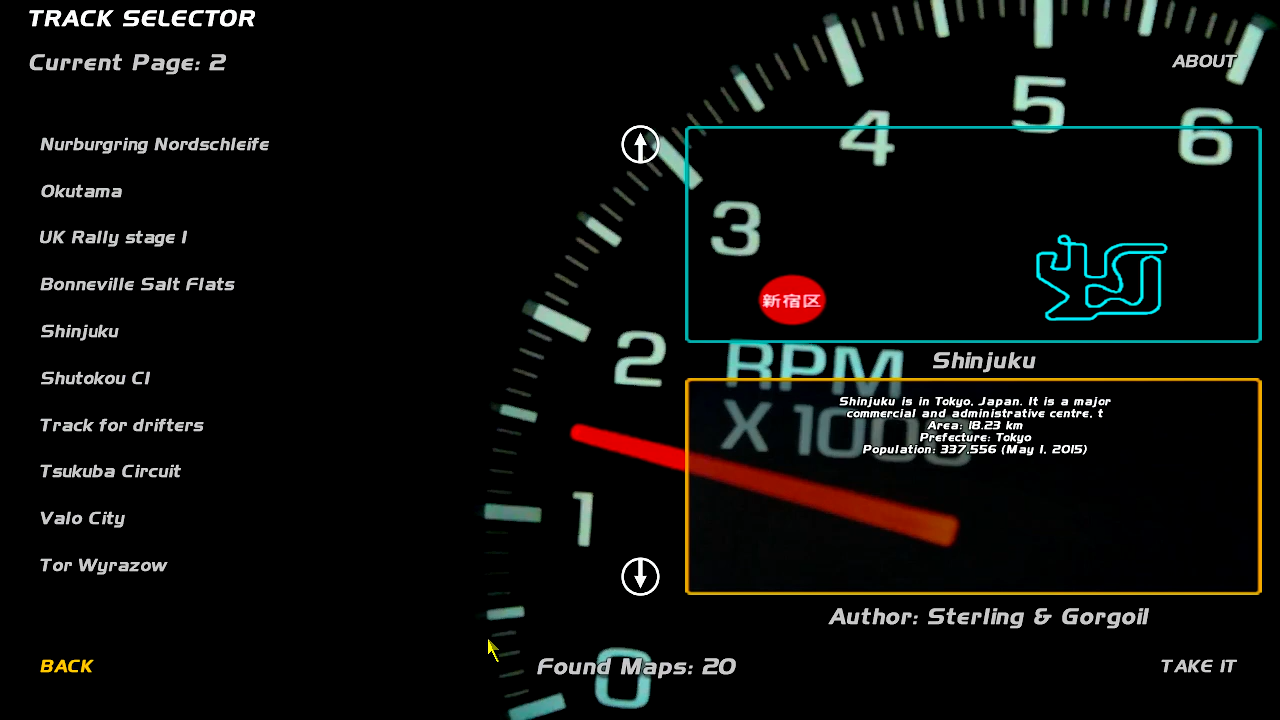 TRACK SELECTOR
Current Page: 2
ABOUT
Nurburgring Nordschleife
Okutama
UK Rally stage 1
Bonneville Salt Flats
Shinjuku
Shutokou C1
Track for drifters
Tsukuba Circuit
Valo City
Tor Wyrazow
4
5
6
3
新宿区
2
RPM
X 1000
1
0
Shinjuku
Shinjuku is in Tokyo, Japan. It is a major
commercial and administrative centre, t
Area: 18.23 km
Prefecture: Tokyo
Population: 337,556 (May 1, 2015)
Author: Sterling & Gorgoil
BACK
Found Maps: 20
TAKE IT